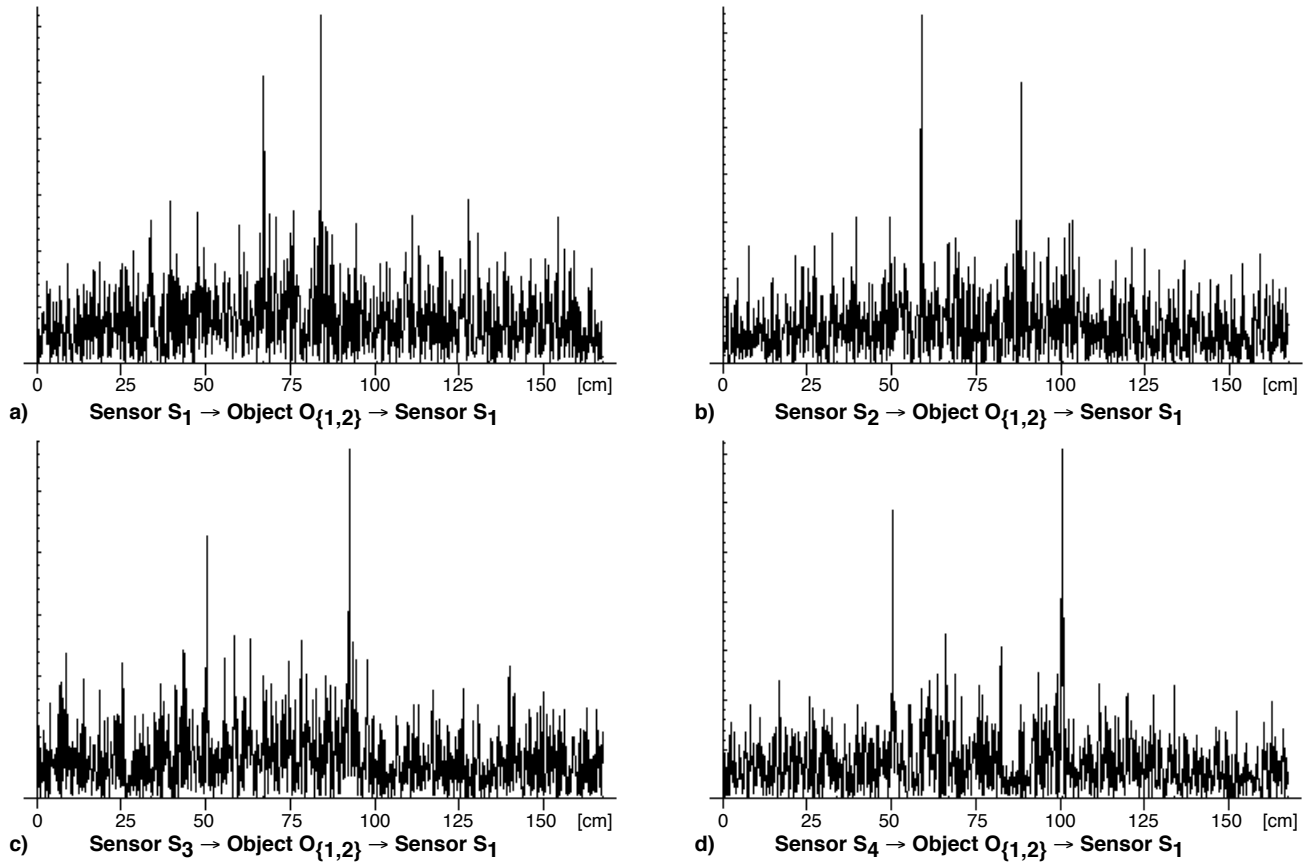 0 25 50 75 100 125 150 [cm]
a) Sensor S1 → Object O{1,2} → Sensor S1
0 25 50 75 100 125 150 [cm]
b) Sensor S2 → Object O{1,2} → Sensor S1
0 25 50 75 100 125 150 [cm]
c) Sensor S3 → Object O{1,2} → Sensor S1
0 25 50 75 100 125 150 [cm]
d) Sensor S4 → Object O{1,2} → Sensor S1